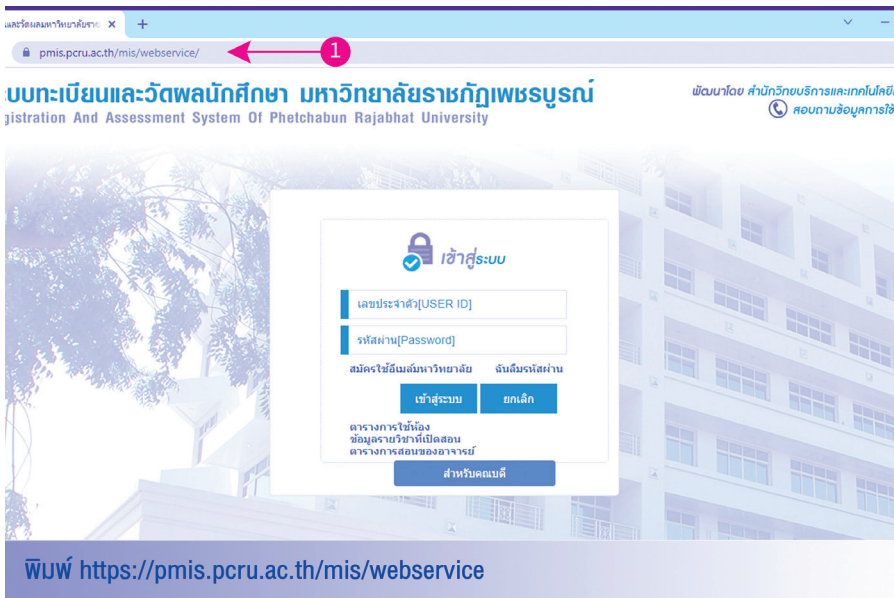 และวัดผลมหาวิทยาลัยราช
pmis.pcru.ac.th/mis/webservice/
1
ระบบทะเบียนและวัดผลนักศึกษา มหาวิทยาลัยราชภัฏเพชรบูรณ์
gistration And Assessment System Of Phetchabun Rajabhat University
พัฒนาโดย สำนักวิทยบริการและเทคโนโลยี
สอบถามข้อมูลการใช้
เข้าสู่ระบบ
เลขประจำตัว[USER ID]
รหัสผ่าน[Password]
สมัครใช้อีเมล์มหาวิทยาลัย ฉันลืมรหัสผ่าน
เข้าสู่ระบบ ยกเลิก
ตารางการใช้ห้อง
ข้อมูลรายวิชาที่เปิดสอน
ตารางการสอนของอาจารย์
สำหรับคณบดี
พิมพ์ https://pmis.pcru.ac.th/mis/webservice